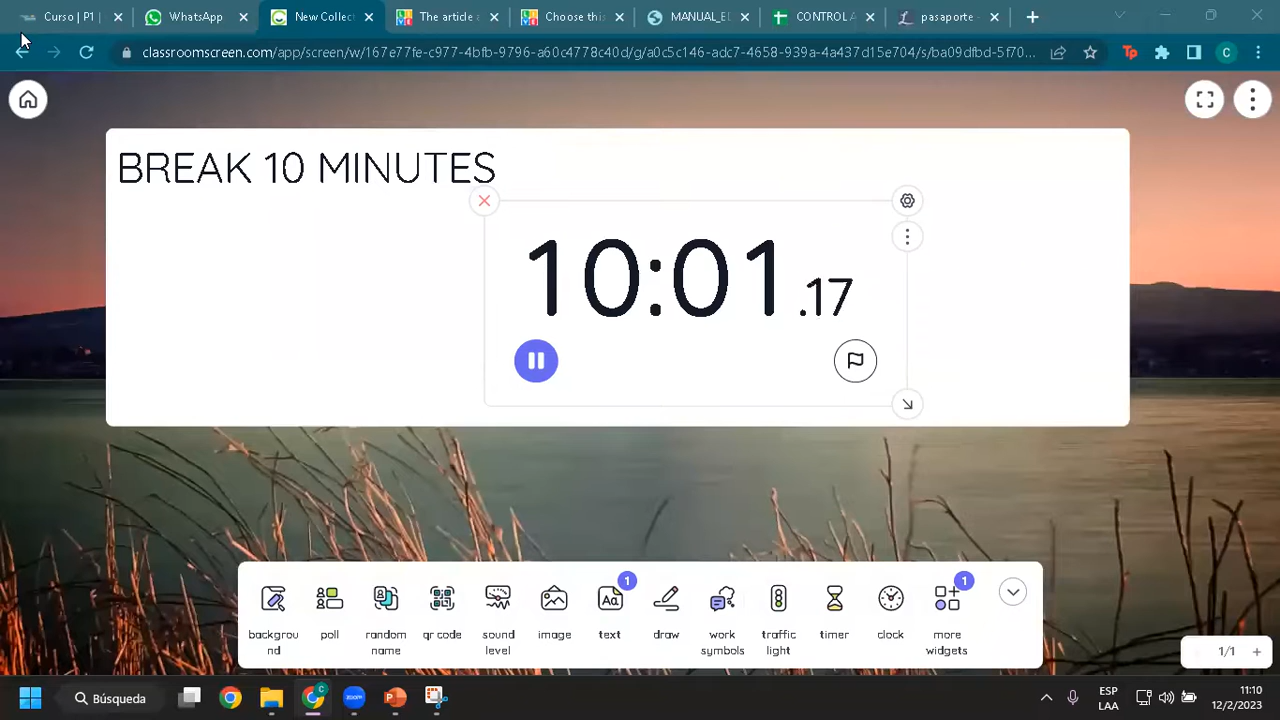 Curso | P1
WhatsApp
New Collect
The article a
Choose this
MANUAL_EL
CONTROL A
pasaporte -
classroomscreen.com/app/screen/w/167e77fe-c977-4bfb-9796-a60c4778c40d/g/a0c5c146-adc7-4658-939a-a4a437d15e704/s/ba09dfbd-5f70...
Tp
C
BREAK 10 MINUTES
10:01.17
1
1
background
poll
random name
qr code
sound level
image
text
draw
work symbols
traffic light
timer
clock
more widgets
1/1
Búsqueda
ESP
LAA
11:10
12/2/2023